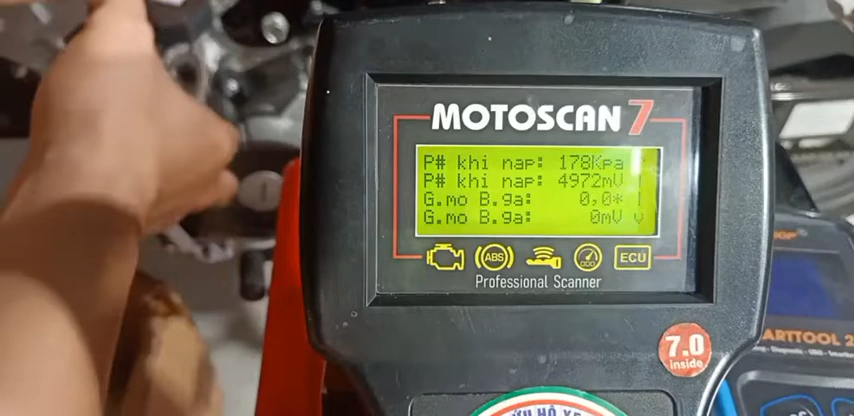 MOTOSCAN 7
P# khi nap: 178Kpa
P# khi nap: 4972mV
G.mo B.ga: 0,0*
G.mo B.ga: 0mV v
ABS
ECU
Professional Scanner
7.0
inside
ARTTOOL 2